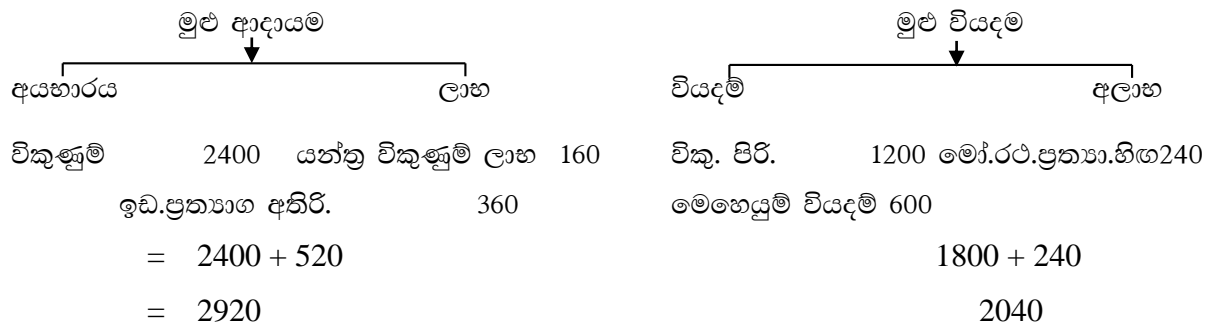 මුළු ආදායම මුළු වියදම
අයභාරය ලාභ වියදම් අලාභ
විකුණුම් 2400 යන්ත්‍ර විකුණුම් ලාභ 160 විකු. පිරි. 1200 මෝ.රථ.ප්‍රත්‍යා.හිඟ240
ඉඩ.ප්‍රත්‍යාග අතිරි. 360 මෙහෙයුම් වියදම් 600
= 2400 + 520 1800 + 240
= 2920 2040